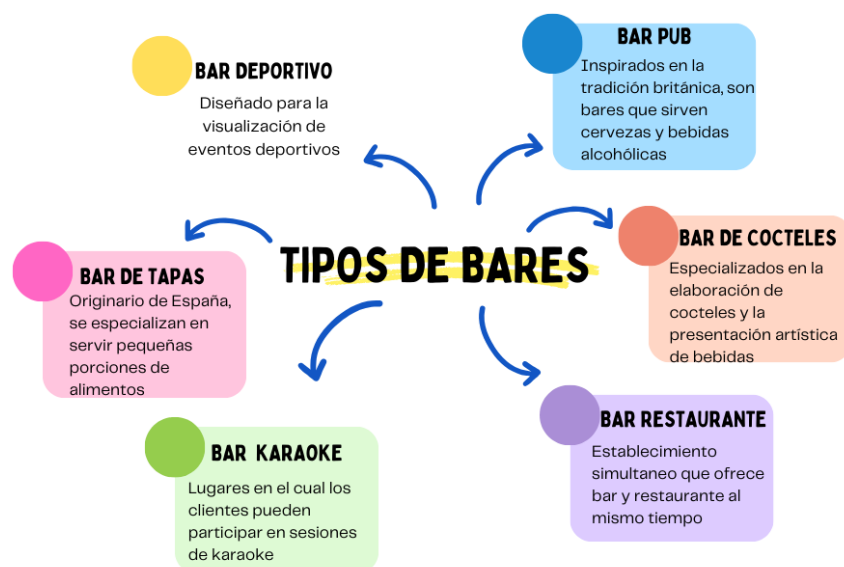 BAR DEPORTIVO
Diseñado para la
visualización de
eventos deportivos
BAR PUB
Inspirados en la
tradición británica, son
bares que sirven
cervezas y bebidas
alcohólicas
TIPOS DE BARES
BAR DE TAPAS
Originario de España,
se especializan en
servir pequeñas
porciones de
alimentos
BAR DE COCTELES
Especializados en la
elaboración de
cocteles y la
presentación artística
de bebidas
BAR KARAOKE
Lugares en el cual los
clientes pueden
participar en sesiones
de karaoke
BAR RESTAURANTE
Establecimiento
simultaneo que ofrece
bar y restaurante al
mismo tiempo